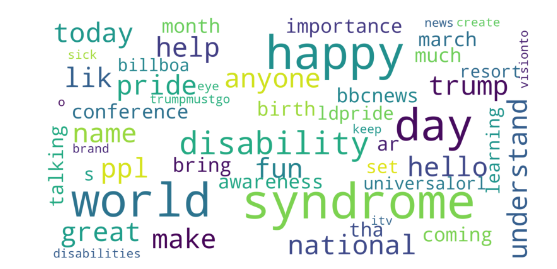 news create
month importance
today happy march visionto
sick help much
billboa resort
lik pride anyone trump
eye bbcnews
o trumpmustgo
conference birth ldpride day
name disability ar keep
brand talking learning understand
s ppl bring fun set hello
awareness universalorl
world syndrome
great make tha itv coming
national
disabilities